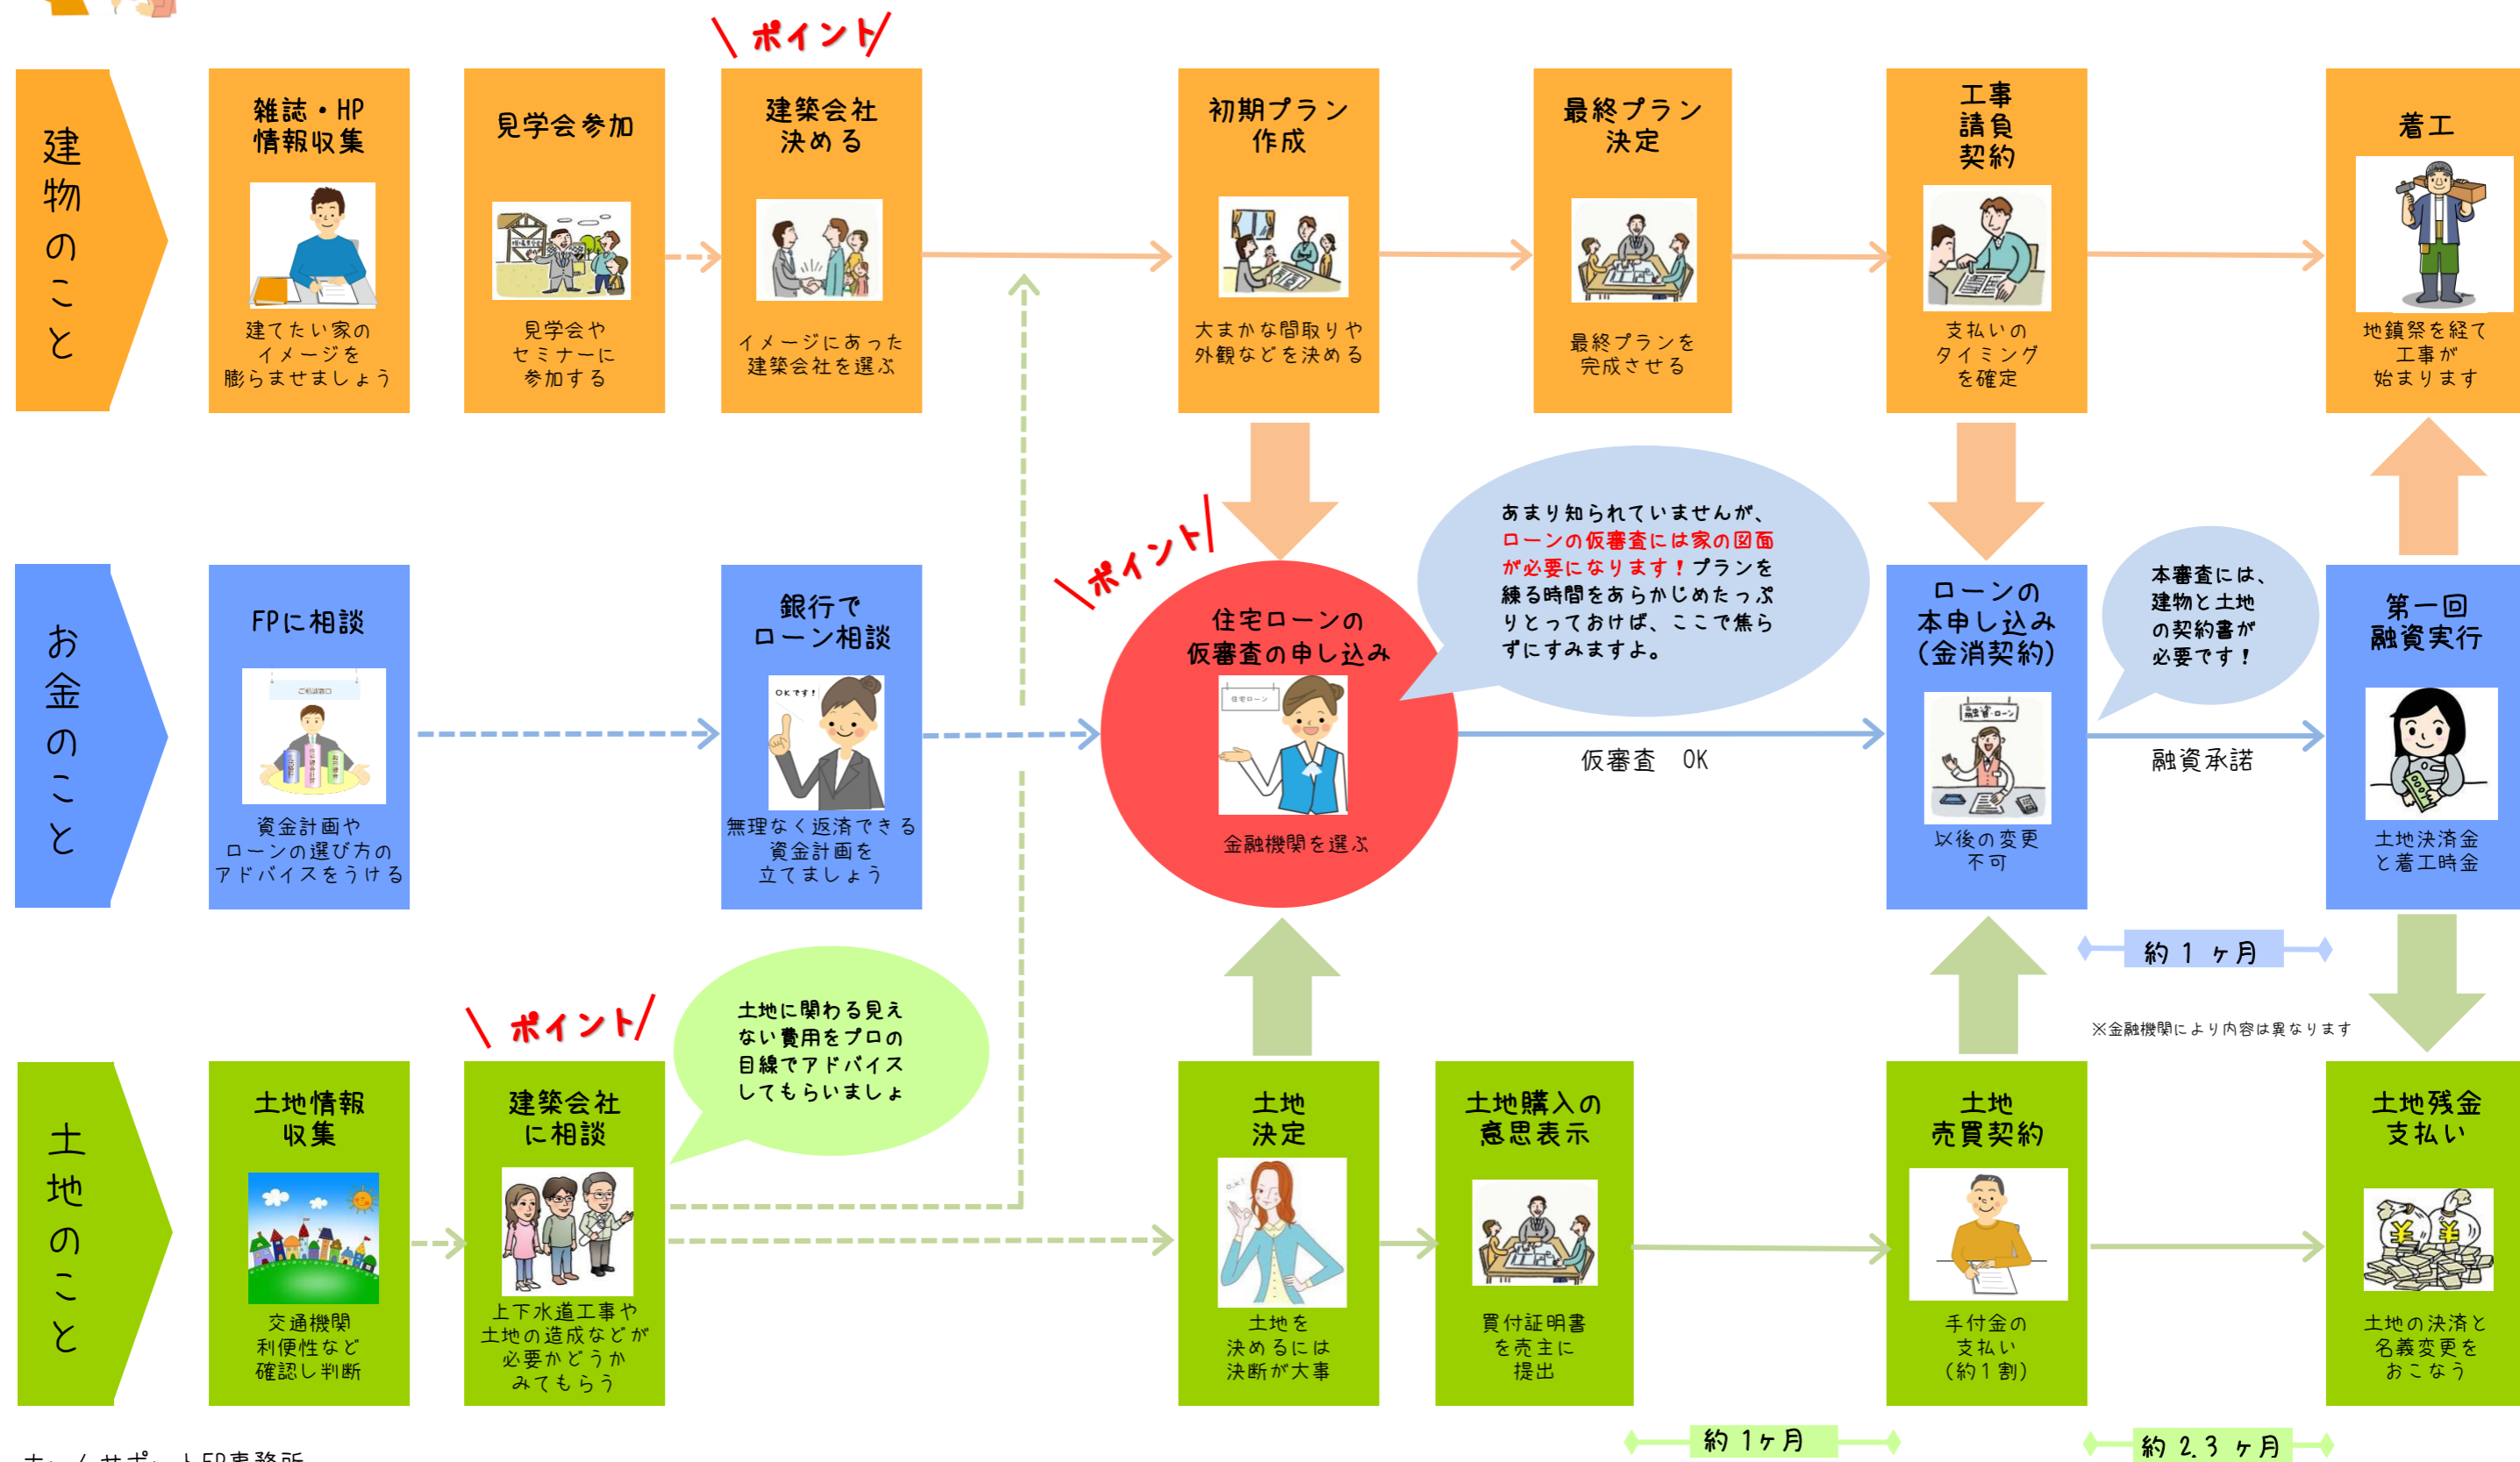 ポイント
建物のこと
雑誌・HP
情報収集
建てたい家の
イメージを
膨らませましょう
見学会参加
見学会や
セミナーに
参加する
建築会社
決める
イメージにあった
建築会社を選ぶ
初期プラン
作成
大まかな間取りや
外観などを決める
最終プラン
決定
最終プランを
完成させる
工事
請負
契約
支払いの
タイミング
を確定
着工
地鎮祭を経て
工事が
始まります
お金のこと
FPに相談
ご相談窓口
資金計画や
ローンの選び方の
アドバイスをうける
銀行で
ローン相談
OKです!
無理なく返済できる
資金計画を
立てましょう
ポイント
住宅ローンの
仮審査の申し込み
住宅ローン
金融機関を選ぶ
あまり知られていませんが、
ローンの仮審査には家の図面
が必要になります!プランを
練る時間をあらかじめたっぷ
りとっておけば、ここで焦ら
ずにすみますよ。
仮審査 OK
ローンの
本申し込み
(金消契約)
融資・ローン
以後の変更
不可
本審査には、
建物と土地
の契約書が
必要です!
融資承諾
第一回
融資実行
土地決済金
と着工時金
約1ヶ月
※金融機関により内容は異なります
土地のこと
土地情報
収集
交通機関
利便性など
確認し判断
ポイント
建築会社
に相談
上下水道工事や
土地の造成などが
必要かどうか
みてもらう
土地に関わる見え
ない費用をプロの
目線でアドバイス
してもらいましょ
土地
決定
o.k!
土地を
決めるには
決断が大事
土地購入の
意思表示
買付証明書
を売主に
提出
土地
売買契約
手付金の
支払い
(約1割)
土地残金
支払い
¥ ¥
土地の決済と
名義変更を
おこなう
約1ヶ月
約2.3ヶ月